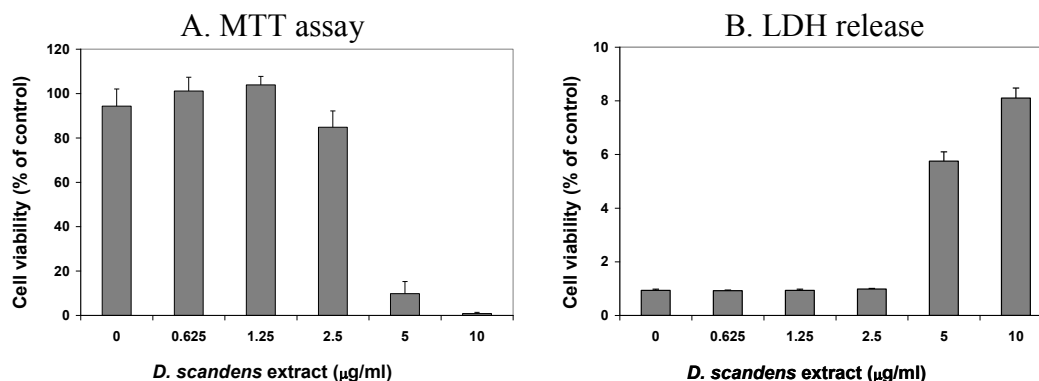 A. MTT assay
Cell viability (% of control)
120
100
80
60
40
20
0
0 0.625 1.25 2.5 5 10
D. scandens extract (μg/ml)
B. LDH release
Cell viability (% of control)
10
8
6
4
2
0
0 0.625 1.25 2.5 5 10
D. scandens extract (μg/ml)